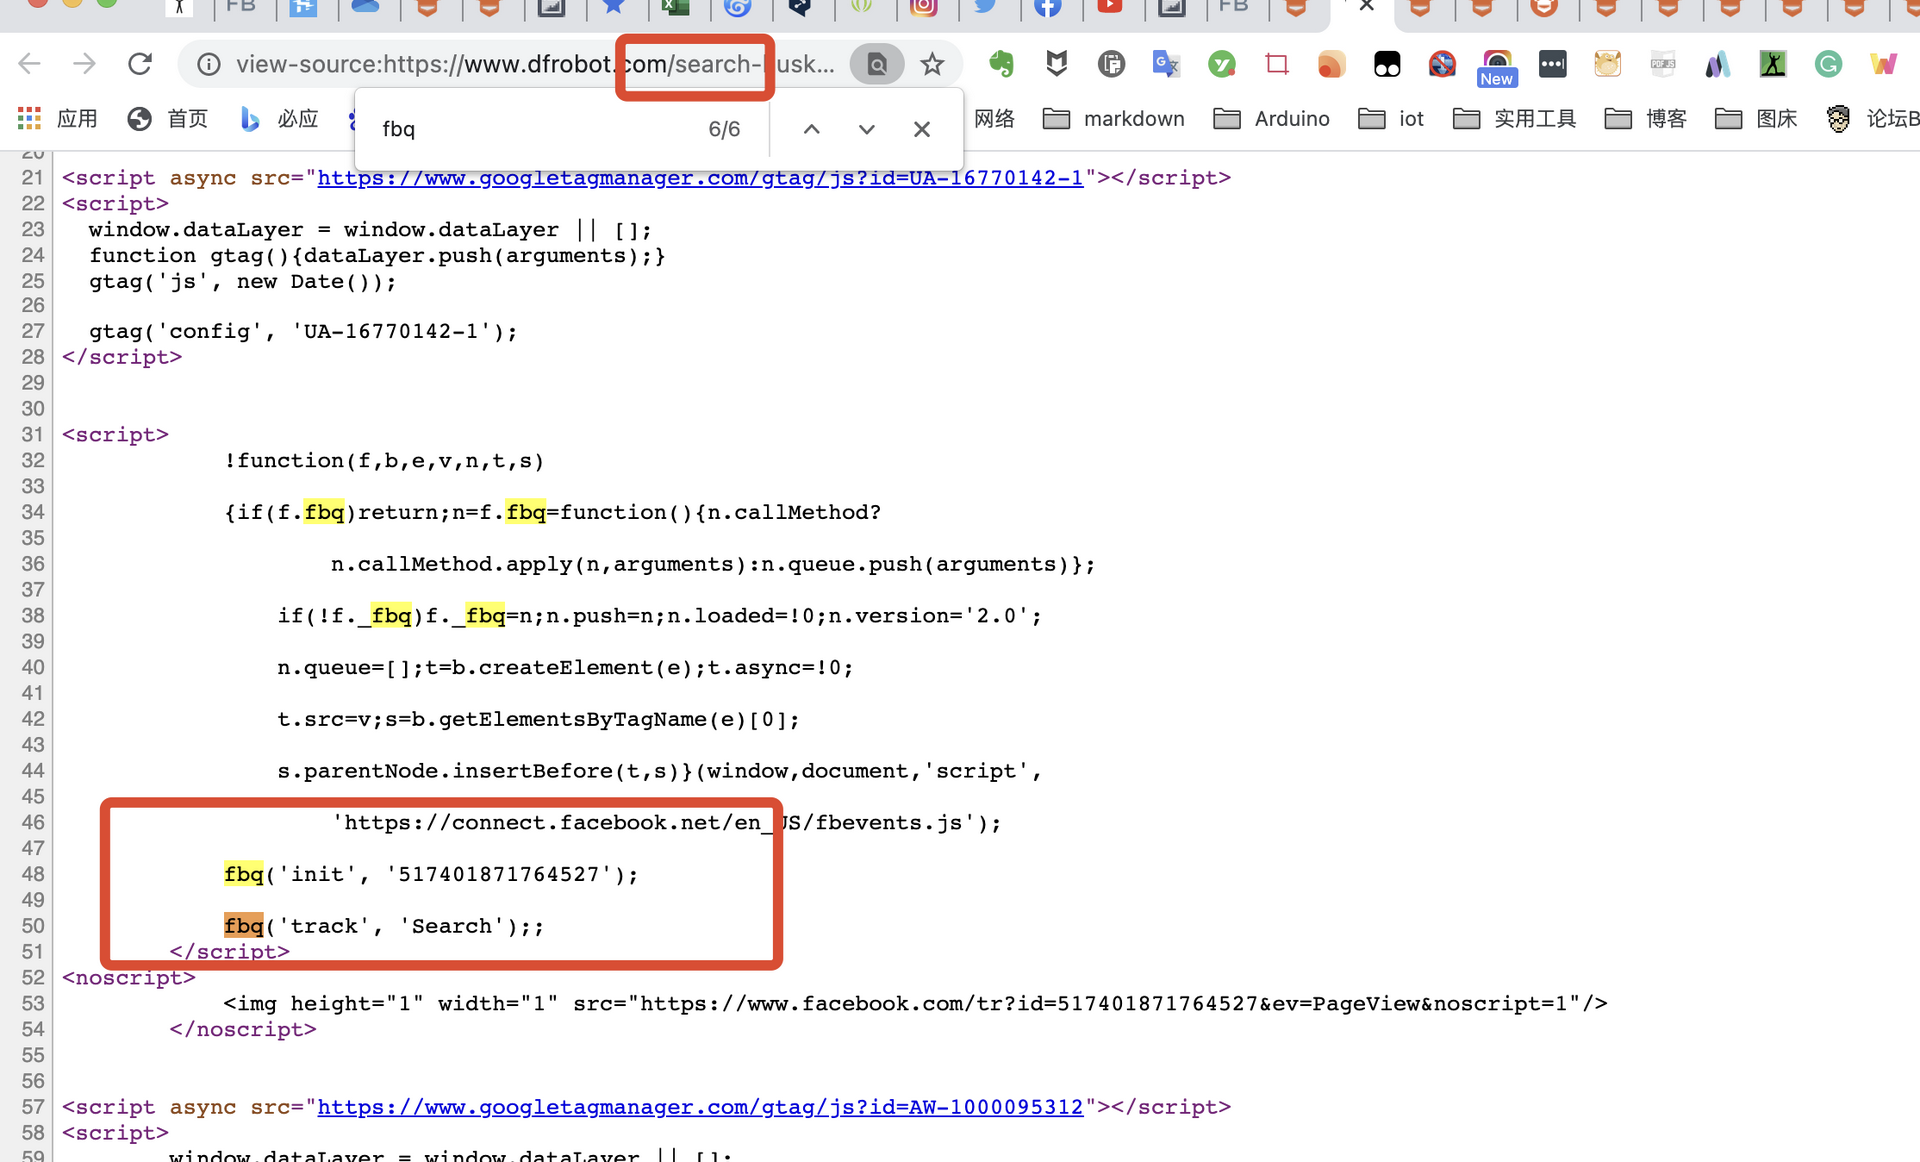 FB
FB
view-source:https://www.dfrobot.com/search-husk...
New
应用
首页
必应
fbq
6/6
网络
markdown
Arduino
iot
实用工具
博客
图床
论坛B
20
21 <script async src="https://www.googletagmanager.com/gtag/js?id=UA-16770142-1"></script>
22 <script>
23 window.dataLayer = window.dataLayer || [];
24 function gtag(){dataLayer.push(arguments);}
25 gtag('js', new Date());
26
27 gtag('config', 'UA-16770142-1');
28 </script>
29
30
31 <script>
32 !function(f,b,e,v,n,t,s)
33
34 {if(f.fbq)return;n=f.fbq=function(){n.callMethod?
35
36 n.callMethod.apply(n,arguments):n.queue.push(arguments)};
37
38 if(!f._fbq)f._fbq=n;n.push=n;n.loaded=!0;n.version='2.0';
39
40 n.queue=[];t=b.createElement(e);t.async=!0;
41
42 t.src=v;s=b.getElementsByTagName(e)[0];
43
44 s.parentNode.insertBefore(t,s)}(window,document,'script',
45
46 'https://connect.facebook.net/en_US/fbevents.js');
47
48 fbq('init', '517401871764527');
49
50 fbq('track', 'Search');;
51 </script>
52 <noscript>
53 <img height="1" width="1" src="https://www.facebook.com/tr?id=517401871764527&ev=PageView&noscript=1"/>
54 </noscript>
55
56
57 <script async src="https://www.googletagmanager.com/gtag/js?id=AW-1000095312"></script>
58 <script>
59 window.dataLayer = window.dataLayer || [];